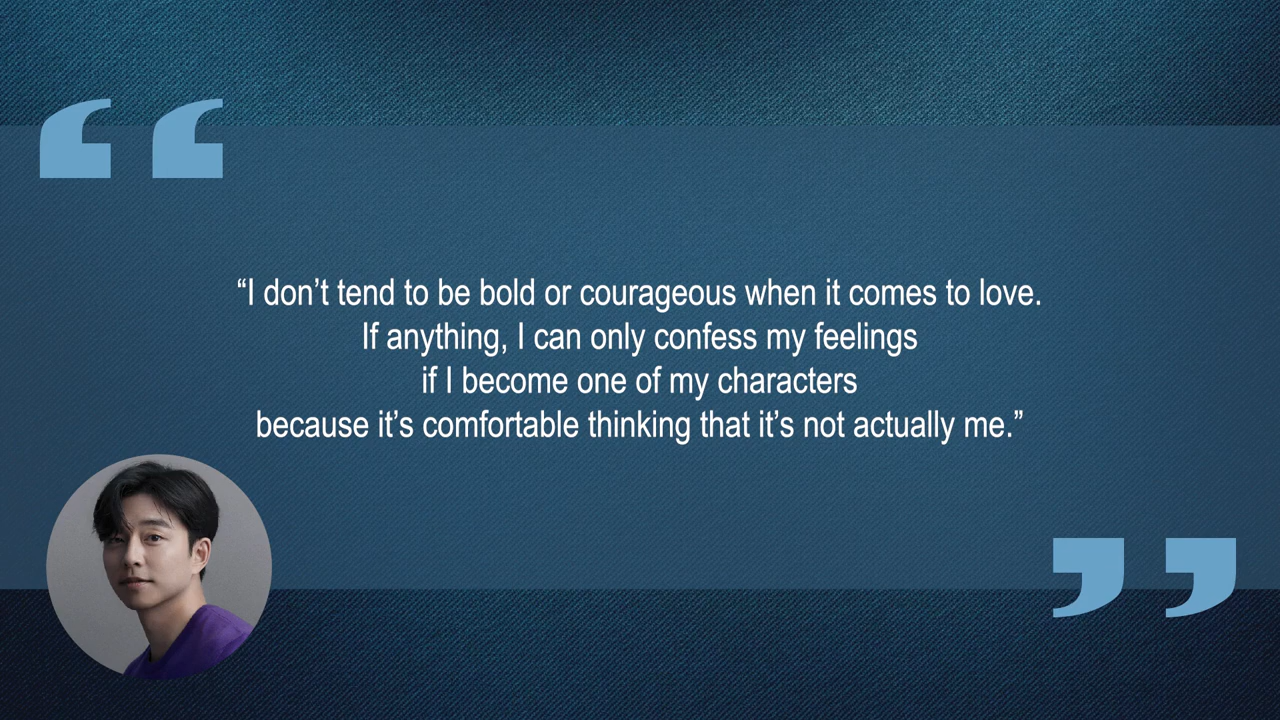 “I don’t tend to be bold or courageous when it comes to love.
If anything, I can only confess my feelings
if I become one of my characters
because it’s comfortable thinking that it’s not actually me.”